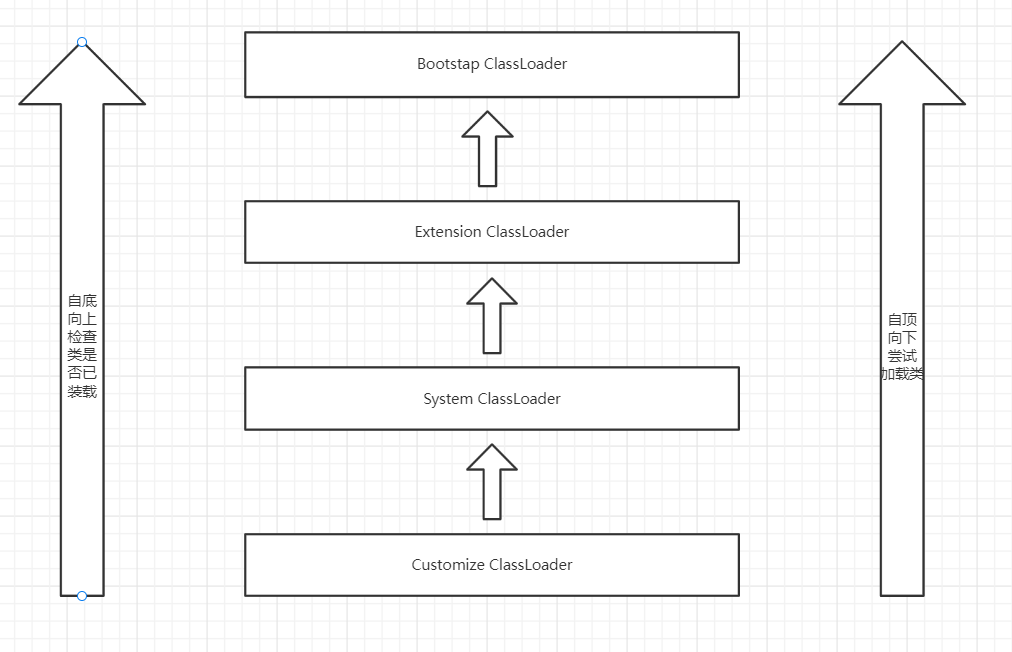 Bootstap ClassLoader
Extension ClassLoader
自底
向上
检查
类是
否已
装载
自顶
向下
尝试
加载类
System ClassLoader
Customize ClassLoader